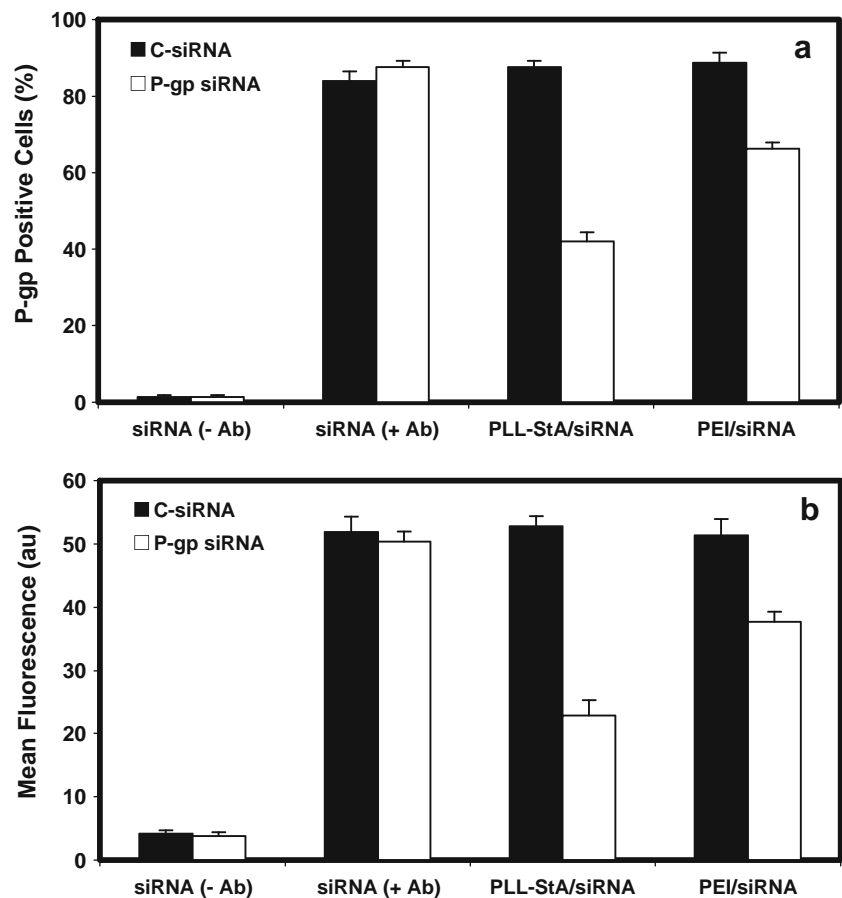 a
C-siRNA
P-gp siRNA
P-gp Positive Cells (%)
100
80
60
40
20
0
siRNA (- Ab)
siRNA (+ Ab)
PLL-StA/siRNA
PEI/siRNA
b
C-siRNA
P-gp siRNA
Mean Fluorescence (au)
60
50
40
30
20
10
0
siRNA (- Ab)
siRNA (+ Ab)
PLL-StA/siRNA
PEI/siRNA